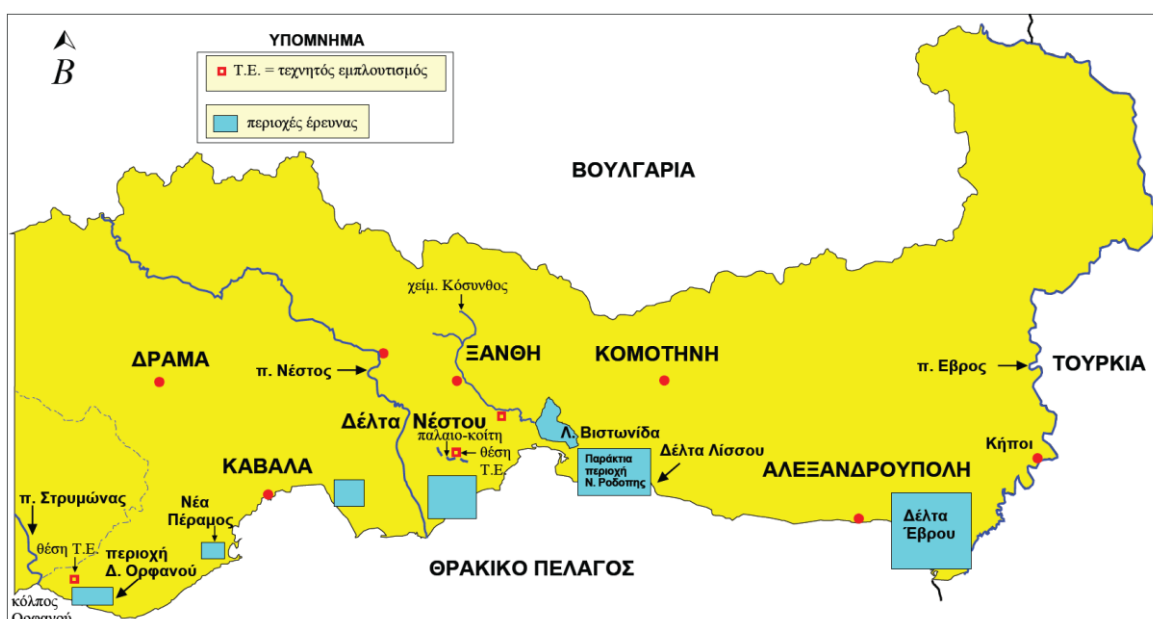 ΥΠΟΜΝΗΜΑ
Β
Τ.Ε. = τεχνητός εμπλουτισμός
περιοχές έρευνας
ΒΟΥΛΓΑΡΙΑ
χείμ. Κόσυνθος
ΔΡΑΜΑ
π. Νέστος
ΞΑΝΘΗ
ΚΟΜΟΤΗΝΗ
π. Εβρος
ΤΟΥΡΚΙΑ
Δέλτα Νέστου
παλαιο-κοίτη
θέση
Τ.Ε.
Λ. Βιστωνίδα
Παράκτια
περιοχή
Ν. Ροδοπης
Δέλτα Λίσσου
Κήποι
ΚΑΒΑΛΑ
ΑΛΕΞΑΝΔΡΟΥΠΟΛΗ
π. Στρυμώνας
Νέα
Πέραμος
Δέλτα
Έβρου
θέση Τ.Ε.
περιοχή
Δ. Ορφανού
ΘΡΑΚΙΚΟ ΠΕΛΑΓΟΣ
κόλπος
Ορφανού